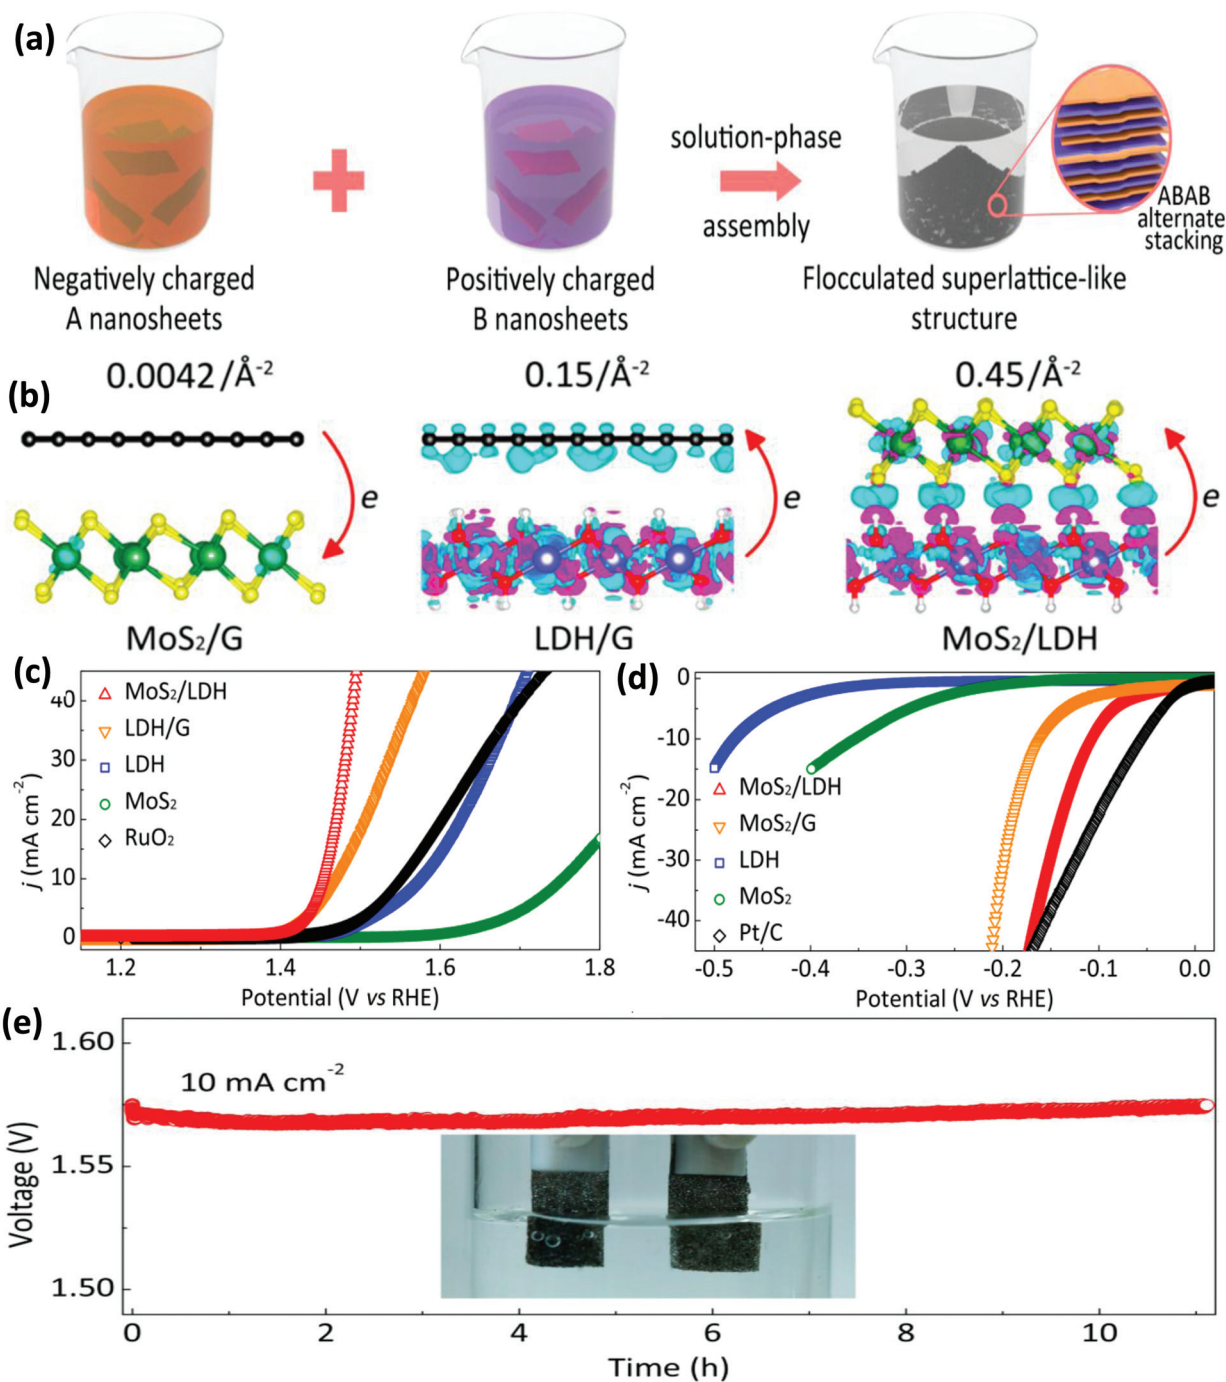 (a)
solution-phase
assembly
ABAB
alternate
stacking
Negatively charged
A nanosheets
Positively charged
B nanosheets
Flocculated superlattice-like
structure
(b)
0.0042/Å⁻²
0.15/Å⁻²
0.45/Å⁻²
e
e
e
MoS₂/G
LDH/G
MoS₂/LDH
(c)
MoS₂/LDH
LDH/G
LDH
MoS₂
RuO₂
40
30
20
10
0
j (mA cm⁻²)
1.2 1.4 1.6 1.8
Potential (V vs RHE)
(d)
0
-10
-20
-30
-40
j (mA cm⁻²)
MoS₂/LDH
MoS₂/G
LDH
MoS₂
Pt/C
-0.5 -0.4 -0.3 -0.2 -0.1 0.0
Potential (V vs RHE)
(e)
1.60
1.55
1.50
Voltage (V)
10 mA cm⁻²
0 2 4 6 8 10
Time (h)